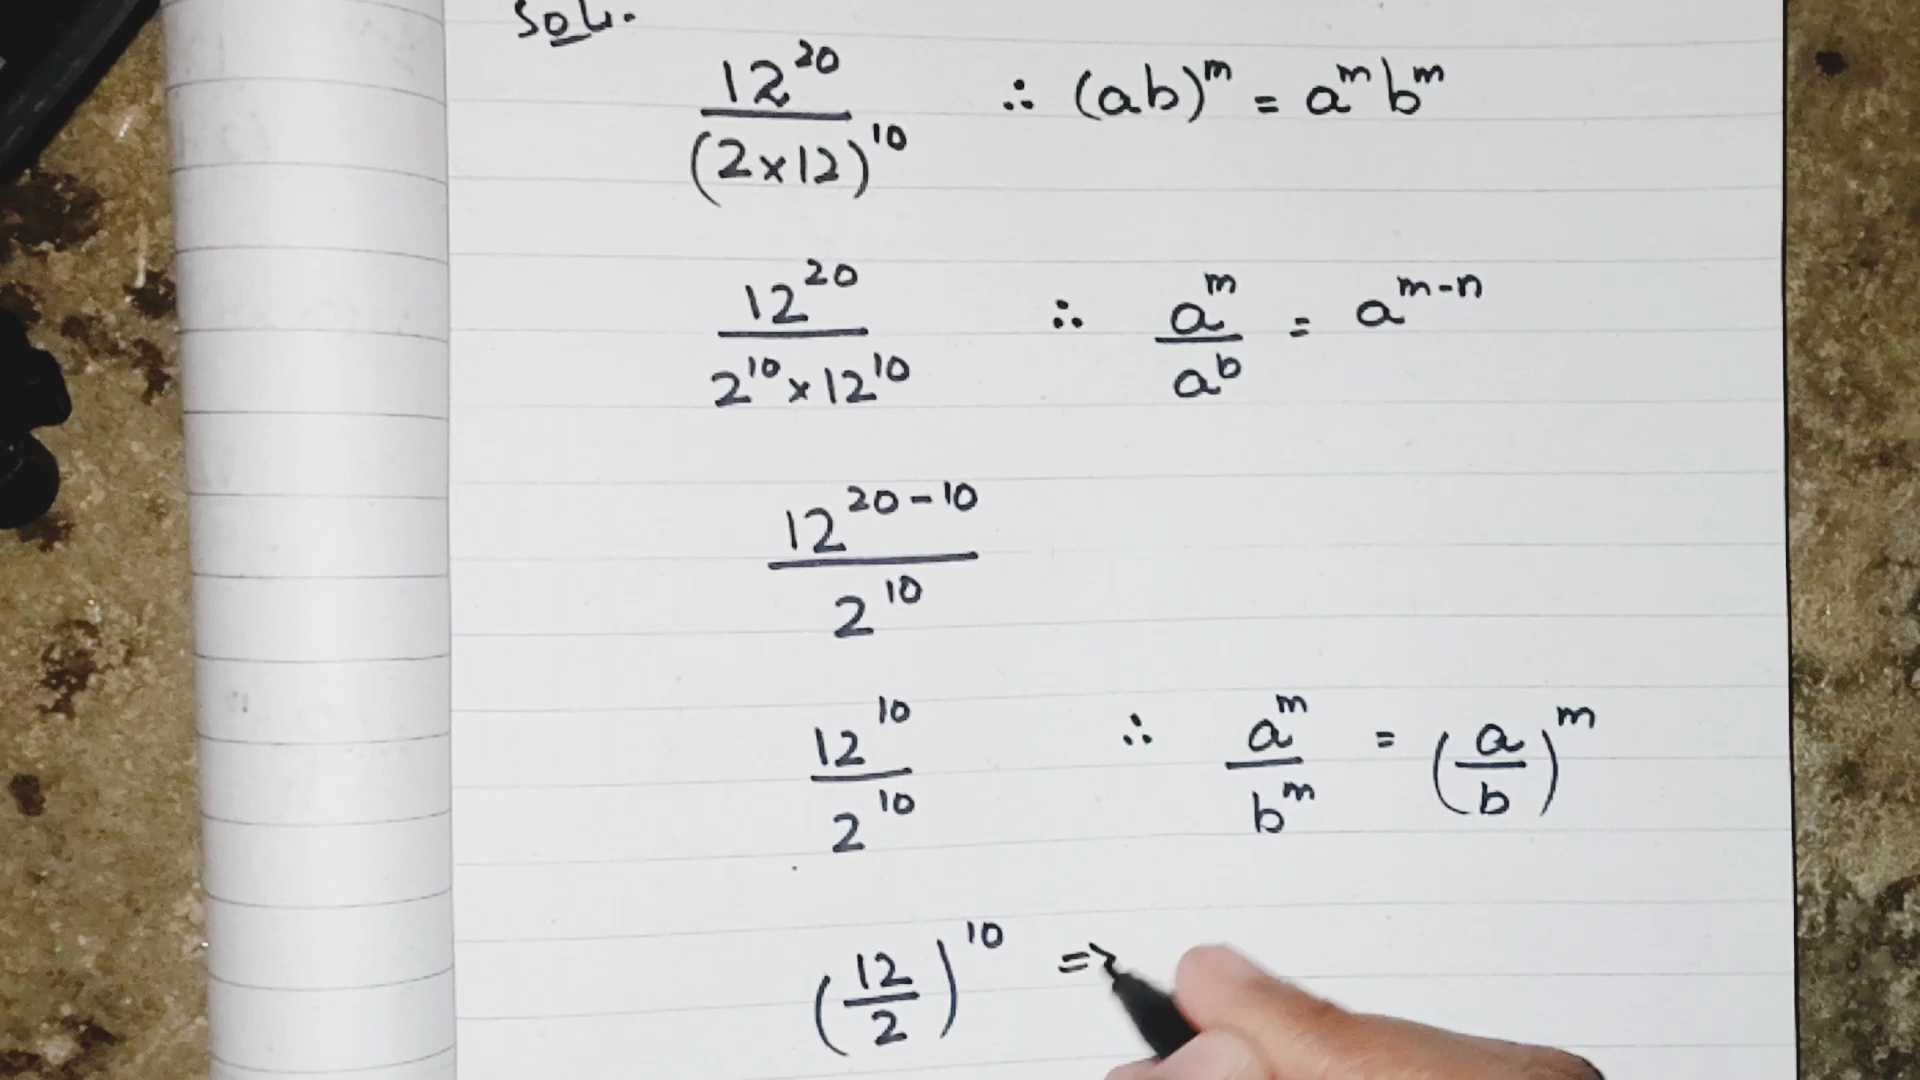 Sol.
12^20 / (2×12)^10 ∴ (ab)^m = a^m b^m
12^20 / 2^10 × 12^10 ∴ a^m / a^b = a^m-n
12^20-10 / 2^10
12^10 / 2^10 ∴ a^m / b^m = (a/b)^m
(12/2)^10 =>